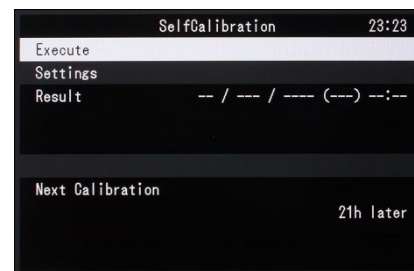 SelfCalibration 23:23
Execute
Settings
Result -- / --- / ---- (---) --:--
Next Calibration
21h later